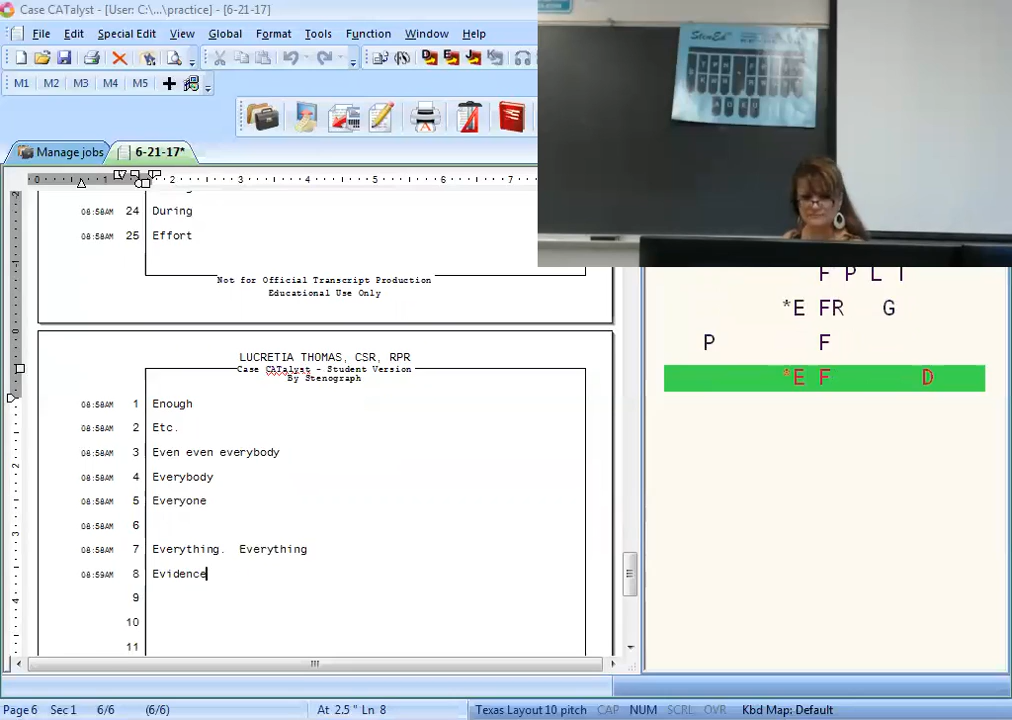 Case CATalyst - [User: C:\...\practice] - [6-21-17]
File Edit Special Edit View Global Format Tools Function Window Help
M1 M2 M3 M4 M5
Manage jobs 6-21-17*
08:58AM 24 During
08:58AM 25 Effort
Not for Official Transcript Production
Educational Use Only
LUCRETIA THOMAS, CSR, RPR
Case CATalyst - Student Version
By Stenograph
08:58AM 1 Enough
08:58AM 2 Etc.
08:58AM 3 Even even everybody
08:58AM 4 Everybody
08:58AM 5 Everyone
08:58AM 6
08:58AM 7 Everything. Everything
08:59AM 8 Evidence
9
10
11
StenEd
F P L T
*E FR G
P F
*E F D
Page 6 Sec 1 6/6 (6/6) At 2.5 " Ln 8 Texas Layout 10 pitch CAP NUM SCRL OVR Kbd Map: Default